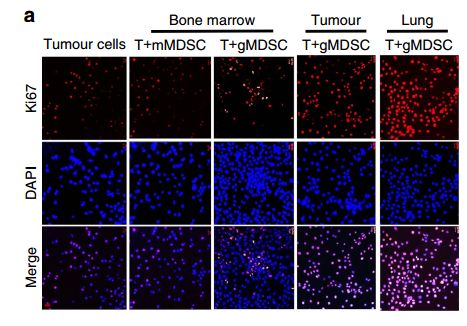 a
Bone marrow Tumour Lung
Tumour cells T+mMDSC T+gMDSC T+gMDSC T+gMDSC
Ki67
DAPI
Merge